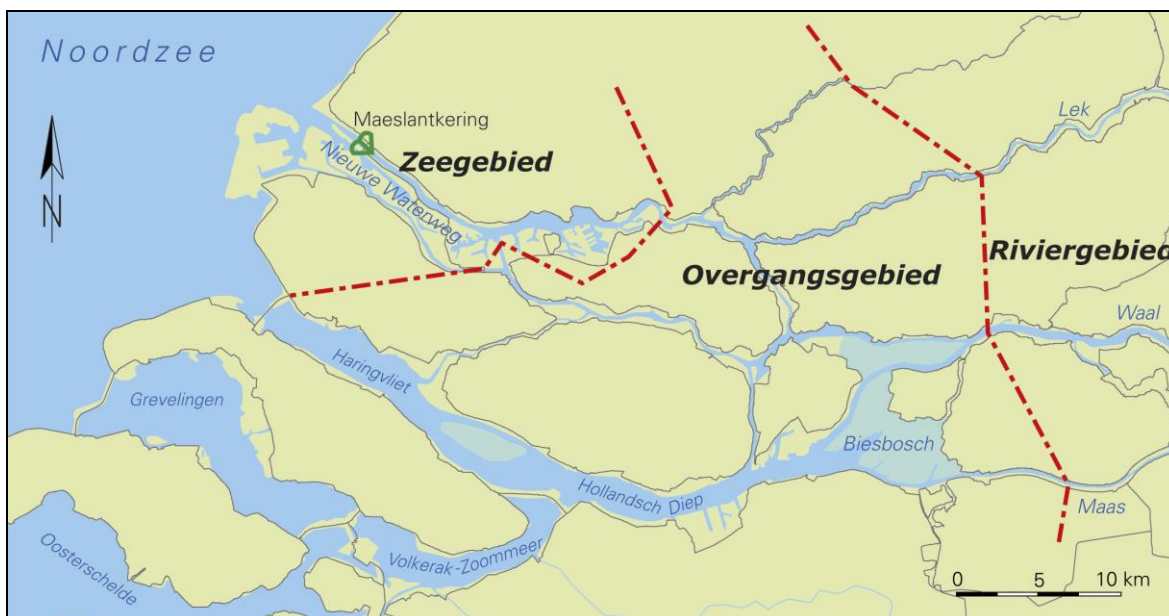 Noordzee
N
Maeslantkering
Nieuwe Waterweg
Zeegebied
Lek
Overgangsgebied
Riviergebied
Waal
Haringvliet
Grevelingen
Biesbosch
Hollandsch Diep
Maas
Volkerak-Zoommeer
Oosterschelde
0 5 10 km